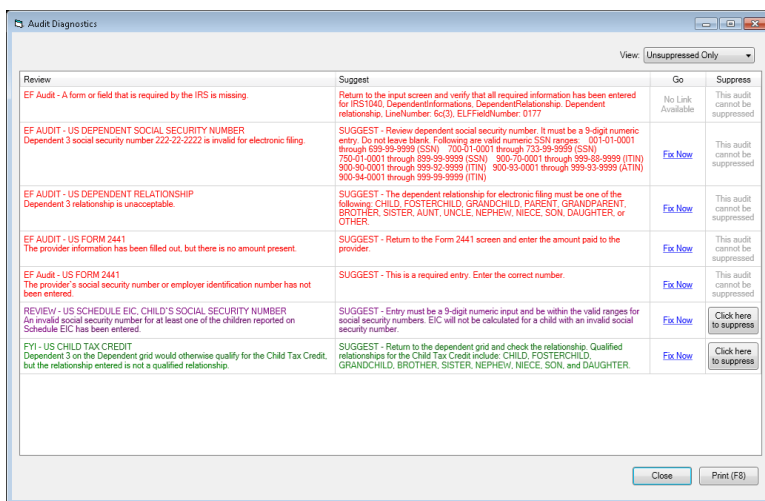 Audit Diagnostics
View: Unsuppressed Only
Review Suggest Go Suppress
EF Audit - A form or field that is required by the IRS is missing.
Return to the input screen and verify that all required information has been entered
for IRS1040, DependentInformations, DependentRelationship. Dependent
relationship, LineNumber: 6c(3), ELFFieldNumber: 0177
No Link
Available
This audit
cannot be
suppressed
EF AUDIT - US DEPENDENT SOCIAL SECURITY NUMBER
Dependent 3 social security number 222-22-2222 is invalid for electronic filing.
SUGGEST - Review dependent social security number. It must be a 9-digit numeric
entry. Do not leave blank. Following are valid numeric SSN ranges: 001-01-0001
through 699-99-9999 (SSN) 700-01-0001 through 733-99-9999 (SSN)
750-01-0001 through 899-99-9999 (SSN) 900-70-0001 through 999-88-9999 (ITIN)
900-90-0001 through 999-92-9999 (ITIN) 900-93-0001 through 999-93-9999 (ATIN)
900-94-0001 through 999-99-9999 (ITIN)
Fix Now
This audit
cannot be
suppressed
EF AUDIT - US DEPENDENT RELATIONSHIP
Dependent 3 relationship is unacceptable.
SUGGEST - The dependent relationship for electronic filing must be one of the
following: CHILD, FOSTERCHILD, GRANDCHILD, PARENT, GRANDPARENT,
BROTHER, SISTER, AUNT, UNCLE, NEPHEW, NIECE, SON, DAUGHTER, or
OTHER.
Fix Now
This audit
cannot be
suppressed
EF AUDIT - US FORM 2441
The provider information has been filled out, but there is no amount present.
SUGGEST - Return to the Form 2441 screen and enter the amount paid to the
provider.
Fix Now
This audit
cannot be
suppressed
EF Audit - US FORM 2441
The provider's social security number or employer identification number has not
been entered.
SUGGEST - This is a required entry. Enter the correct number.
Fix Now
This audit
cannot be
suppressed
REVIEW - US SCHEDULE EIC, CHILD'S SOCIAL SECURITY NUMBER
An invalid social security number for at least one of the children reported on
Schedule EIC has been entered.
SUGGEST - Entry must be a 9-digit numeric input and be within the valid ranges for
social security numbers. EIC will not be calculated for a child with an invalid social
security number.
Fix Now
Click here
to suppress
FYI - US CHILD TAX CREDIT
Dependent 3 on the Dependent grid would otherwise qualify for the Child Tax Credit,
but the relationship entered is not a qualified relationship.
SUGGEST - Return to the dependent grid and check the relationship. Qualified
relationships for the Child Tax Credit include: CHILD, FOSTERCHILD,
GRANDCHILD, BROTHER, SISTER, NEPHEW, NIECE, SON, and DAUGHTER.
Fix Now
Click here
to suppress
Close Print (F8)